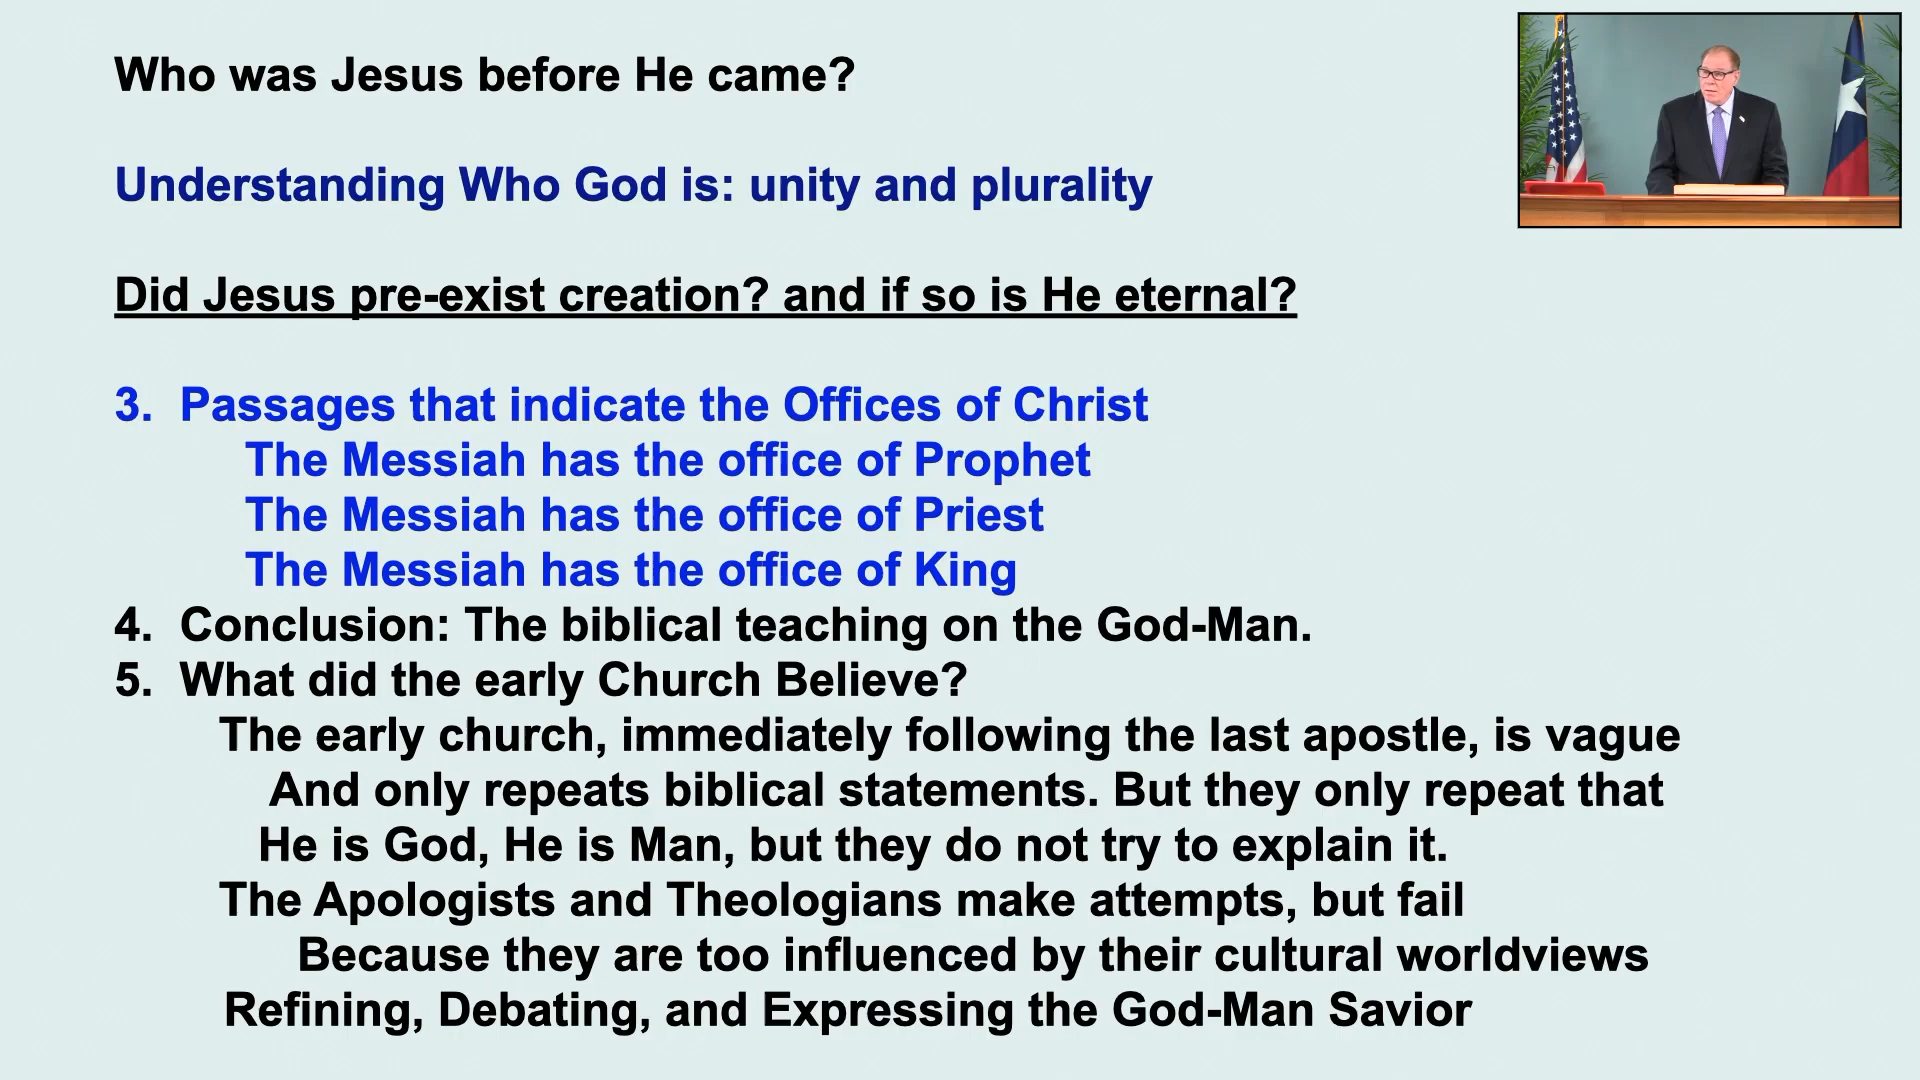 Who was Jesus before He came?
Understanding Who God is: unity and plurality
Did Jesus pre-exist creation? and if so is He eternal?
3. Passages that indicate the Offices of Christ
The Messiah has the office of Prophet
The Messiah has the office of Priest
The Messiah has the office of King
4. Conclusion: The biblical teaching on the God-Man.
5. What did the early Church Believe?
The early church, immediately following the last apostle, is vague
And only repeats biblical statements. But they only repeat that
He is God, He is Man, but they do not try to explain it.
The Apologists and Theologians make attempts, but fail
Because they are too influenced by their cultural worldviews
Refining, Debating, and Expressing the God-Man Savior